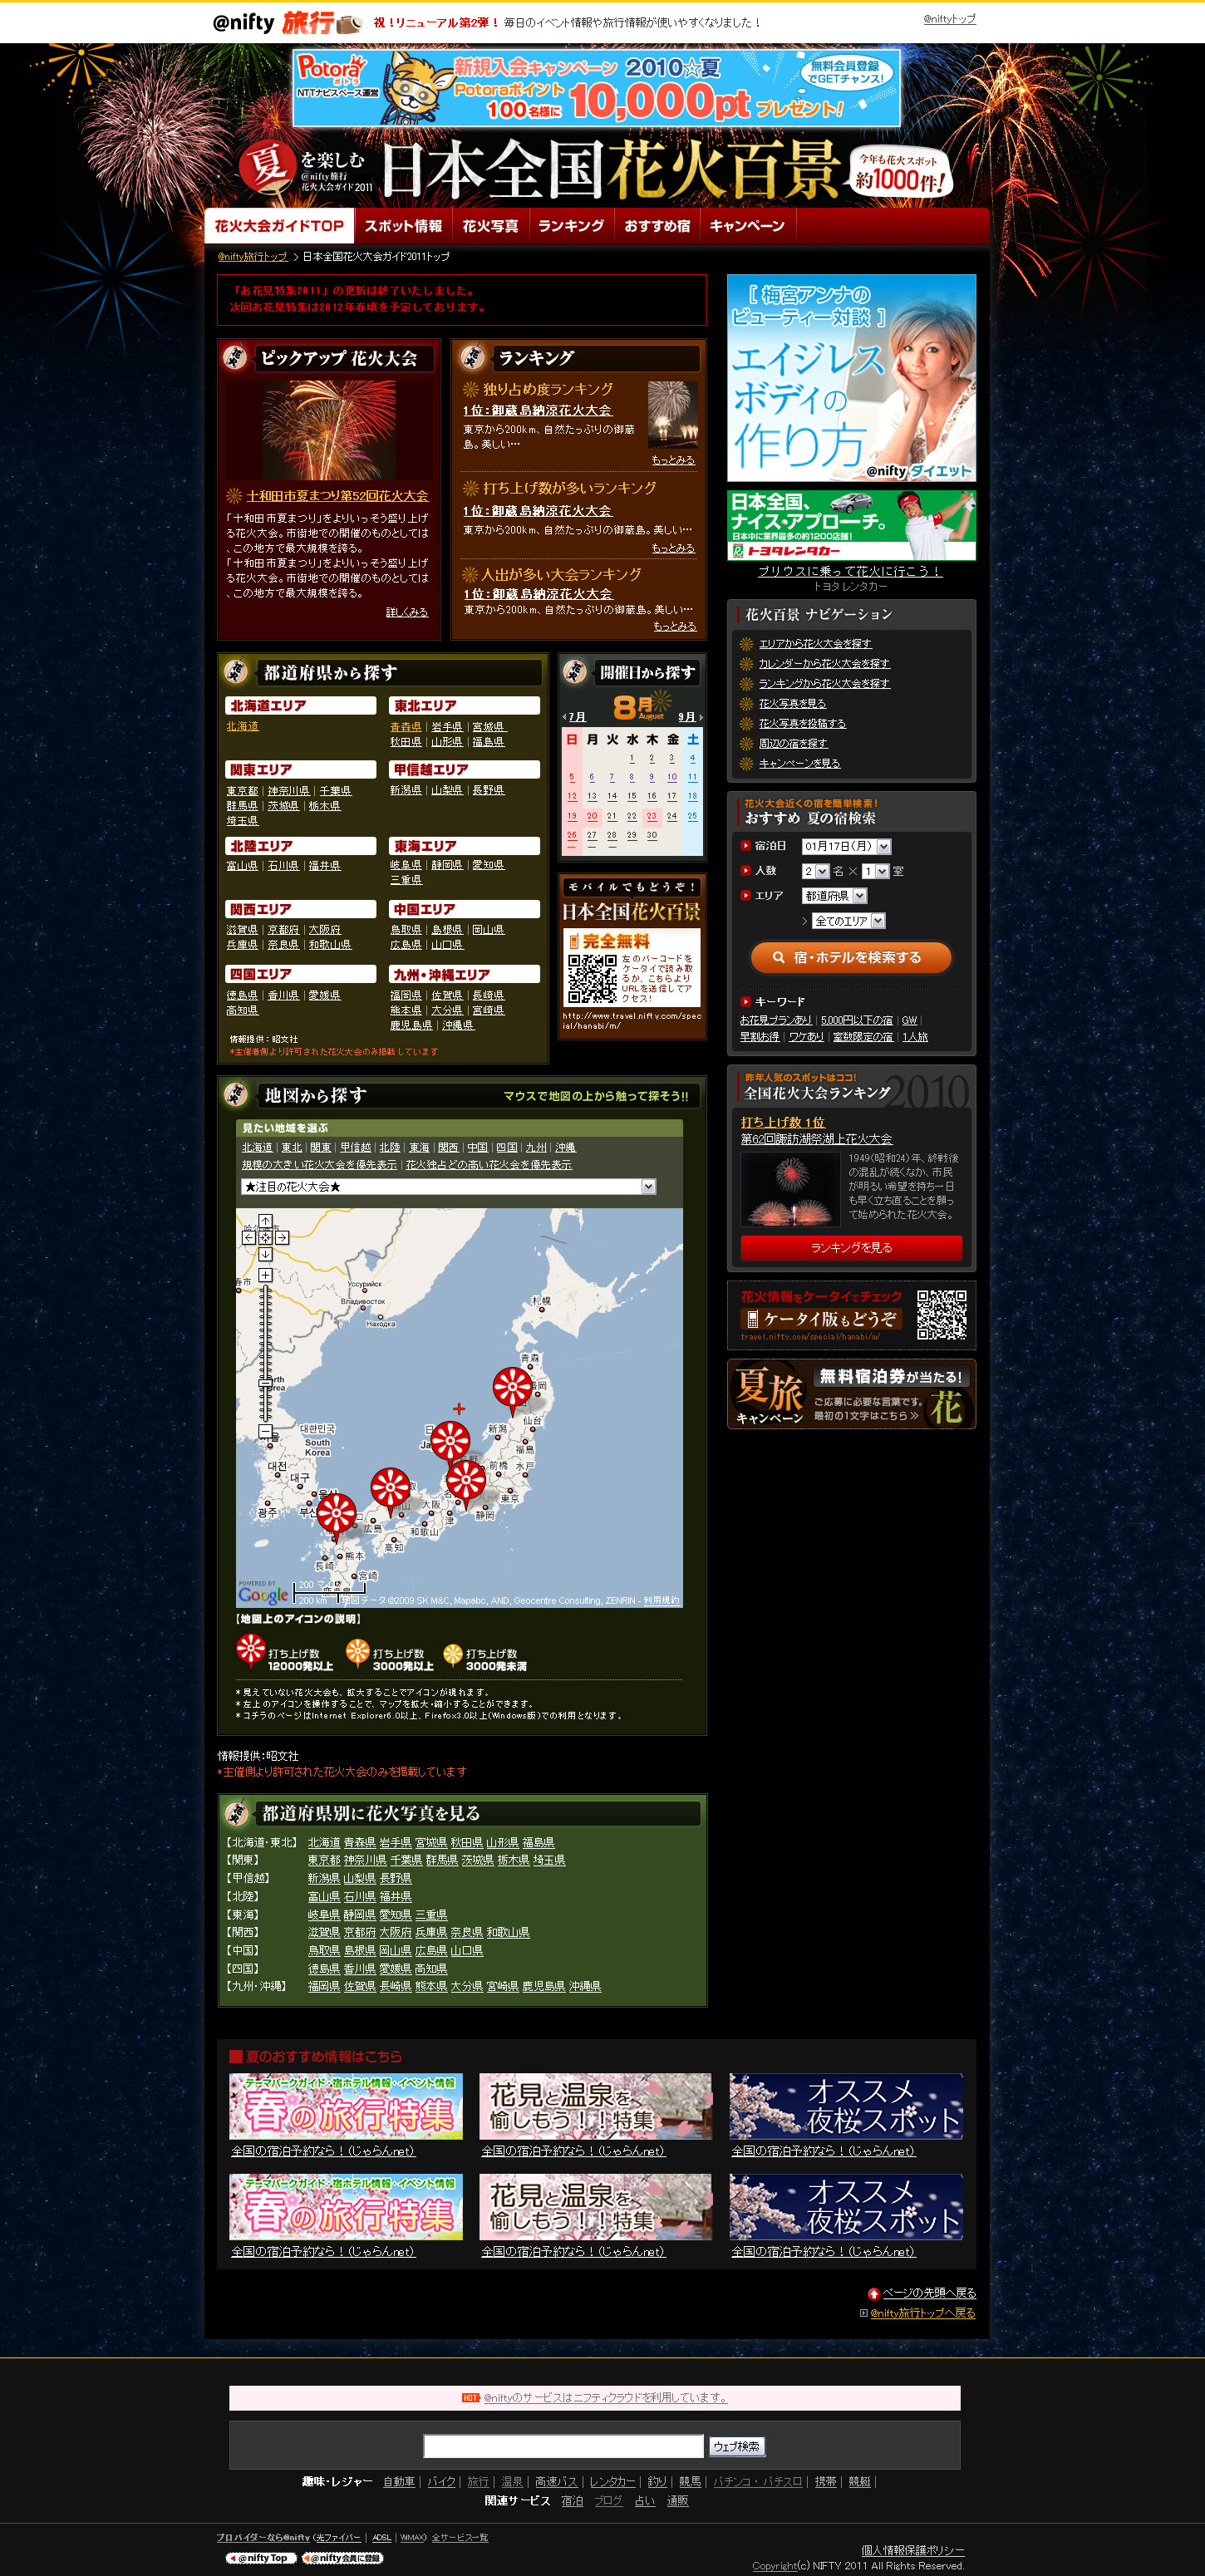 @nifty 旅行
祝!リニューアル第2弾! 毎日のイベント情報や旅行情報が使いやすくなりました!
@niftyトップ
Potora ポトラ
NTTナビスペース運営
新規入会キャンペーン 2010☆夏
Potoraポイント
100名様に 10,000pt プレゼント!
無料会員登録
でGETチャンス!
夏を楽しむ
@nifty旅行
花火大会ガイド2011
日本全国花火百景
今年も花火スポット
約1000件!
花火大会ガイドTOP スポット情報 花火写真 ランキング おすすめ宿 キャンペーン
@nifty旅行トップ > 日本全国花火大会ガイド2011トップ
「お花見特集2011」の更新は終了いたしました。
次回お花見特集は2012年春頃を予定しております。
ピックアップ 花火大会
十和田市夏まつり第52回花火大会
「十和田市夏まつり」をよりいっそう盛り上げ
る花火大会。市街地での開催のものとしては
、この地方で最大規模を誇る。
「十和田市夏まつり」をよりいっそう盛り上げ
る花火大会。市街地での開催のものとしては
、この地方で最大規模を誇る。
詳しくみる
ランキング
独り占め度ランキング
1位:御蔵島納涼花火大会
東京から200km、自然たっぷりの御蔵
島。美しい…
もっとみる
打ち上げ数が多いランキング
1位:御蔵島納涼花火大会
東京から200km、自然たっぷりの御蔵島。美しい…
もっとみる
人出が多い大会ランキング
1位:御蔵島納涼花火大会
東京から200km、自然たっぷりの御蔵島。美しい…
もっとみる
都道府県から探す
北海道エリア
北海道
東北エリア
青森県|岩手県|宮城県
秋田県|山形県|福島県
関東エリア
東京都|神奈川県|千葉県
群馬県|茨城県|栃木県
埼玉県
甲信越エリア
新潟県|山梨県|長野県
北陸エリア
富山県|石川県|福井県
東海エリア
岐阜県|静岡県|愛知県
三重県
関西エリア
滋賀県|京都府|大阪府
兵庫県|奈良県|和歌山県
中国エリア
鳥取県|島根県|岡山県
広島県|山口県
四国エリア
徳島県|香川県|愛媛県
高知県
九州・沖縄エリア
福岡県|佐賀県|長崎県
熊本県|大分県|宮崎県
鹿児島県|沖縄県
情報提供:昭文社
*主催者側より許可された花火大会のみ掲載しています
開催日から探す
7月 8月 August 9月
日 月 火 水 木 金 土
1 2 3 4
5 6 7 8 9 10 11
12 13 14 15 16 17 18
19 20 21 22 23 24 25
26 27 28 29 30
モバイルでもどうぞ!
日本全国花火百景
完全無料
左のバーコードを
ケータイで読み取
るか、こちらより
URLを送信してア
クセス!
http://www.travel.nifty.com/spec
ial/hanabi/m/
地図から探す
マウスで地図の上から触って探そう!!
見たい地域を選ぶ
北海道|東北|関東|甲信越|北陸|東海|関西|中国|四国|九州|沖縄
規模の大きい花火大会を優先表示|花火独占どの高い花火会を優先表示
★注目の花火大会★
Уссурийск
Владивосток
Находка
札幌
青森
盛岡
仙台
新潟
福島
前橋 水戸
東京
静岡
大阪
和歌山
広島
高知
熊本
長崎
宮崎
대한민국
South
Korea
대전
대구
광주
울산
부산
POWERED BY
Google
200 km
地図データ ©2009 SK M&C, Mapabc, AND, Geocentre Consulting, ZENRIN - 利用規約
【地図上のアイコンの説明】
打ち上げ数
12000発以上
打ち上げ数
3000発以上
打ち上げ数
3000発未満
* 見えていない花火大会も、拡大することでアイコンが現れます。
* 左上のアイコンを操作することで、マップを拡大・縮小することができます。
* コチラのページはInternet Explorer6.0以上、Firefox3.0以上(Windows版)での利用となります。
情報提供:昭文社
*主催側より許可された花火大会のみを掲載しています
都道府県別に花火写真を見る
【北海道・東北】 北海道 青森県 岩手県 宮城県 秋田県 山形県 福島県
【関東】 東京都 神奈川県 千葉県 群馬県 茨城県 栃木県 埼玉県
【甲信越】 新潟県 山梨県 長野県
【北陸】 富山県 石川県 福井県
【東海】 岐阜県 静岡県 愛知県 三重県
【関西】 滋賀県 京都府 大阪府 兵庫県 奈良県 和歌山県
【中国】 鳥取県 島根県 岡山県 広島県 山口県
【四国】 徳島県 香川県 愛媛県 高知県
【九州・沖縄】 福岡県 佐賀県 長崎県 熊本県 大分県 宮崎県 鹿児島県 沖縄県
[ 梅宮アンナの
ビューティー対談 ]
エイジレス
ボディの
作り方
@nifty ダイエット
日本全国、
ナイス・アプローチ。
日本中に業界最多の約1200店舗!
トヨタレンタカー
プリウスに乗って花火に行こう!
トヨタレンタカー
花火百景 ナビゲーション
エリアから花火大会を探す
カレンダーから花火大会を探す
ランキングから花火大会を探す
花火写真を見る
花火写真を投稿する
周辺の宿を探す
キャンペーンを見る
花火大会近くの宿を簡単検索!
おすすめ 夏の宿検索
宿泊日 01月17日(月)
人数 2 名 × 1 室
エリア 都道府県
> 全てのエリア
宿・ホテルを検索する
キーワード
お花見プランあり|5,000円以下の宿|GW|
早割お得|ワケあり|室数限定の宿|1人旅
昨年人気のスポットはココ!
全国花火大会ランキング
2010
打ち上げ数 1位
第62回諏訪湖祭湖上花火大会
1949(昭和24)年、終戦後
の混乱が続くなか、市民
が明るい希望を持ち一日
も早く立ち直ることを願っ
て始められた花火大会。
ランキングを見る
花火情報をケータイでチェック
ケータイ版もどうぞ
travel.nifty.com/special/hanabi/m/
夏旅
キャンペーン
無料宿泊券が当たる!
ご応募に必要な言葉です。
最初の1文字はこちら≫
花
夏のおすすめ情報はこちら
テーマパークガイド・宿ホテル情報・イベント情報
春の旅行特集
全国の宿泊予約なら!(じゃらんnet)
花見と温泉を
愉しもう!!特集
全国の宿泊予約なら!(じゃらんnet)
オススメ
夜桜スポット
全国の宿泊予約なら!(じゃらんnet)
テーマパークガイド・宿ホテル情報・イベント情報
春の旅行特集
全国の宿泊予約なら!(じゃらんnet)
花見と温泉を
愉しもう!!特集
全国の宿泊予約なら!(じゃらんnet)
オススメ
夜桜スポット
全国の宿泊予約なら!(じゃらんnet)
ページの先頭へ戻る
@nifty旅行トップへ戻る
HOT @niftyのサービスはニフティクラウドを利用しています。
ウェブ検索
趣味・レジャー 自動車| バイク| 旅行| 温泉| 高速バス| レンタカー| 釣り| 競馬| パチンコ・パチスロ| 携帯| 競艇|
関連サービス 宿泊 ブログ 占い 通販
プロバイダーなら@nifty (光ファイバー| ADSL|WiMAX) 全サービス一覧
@nifty Top @nifty会員に登録
個人情報保護ポリシー
Copyright(c) NIFTY 2011 All Rights Reserved.